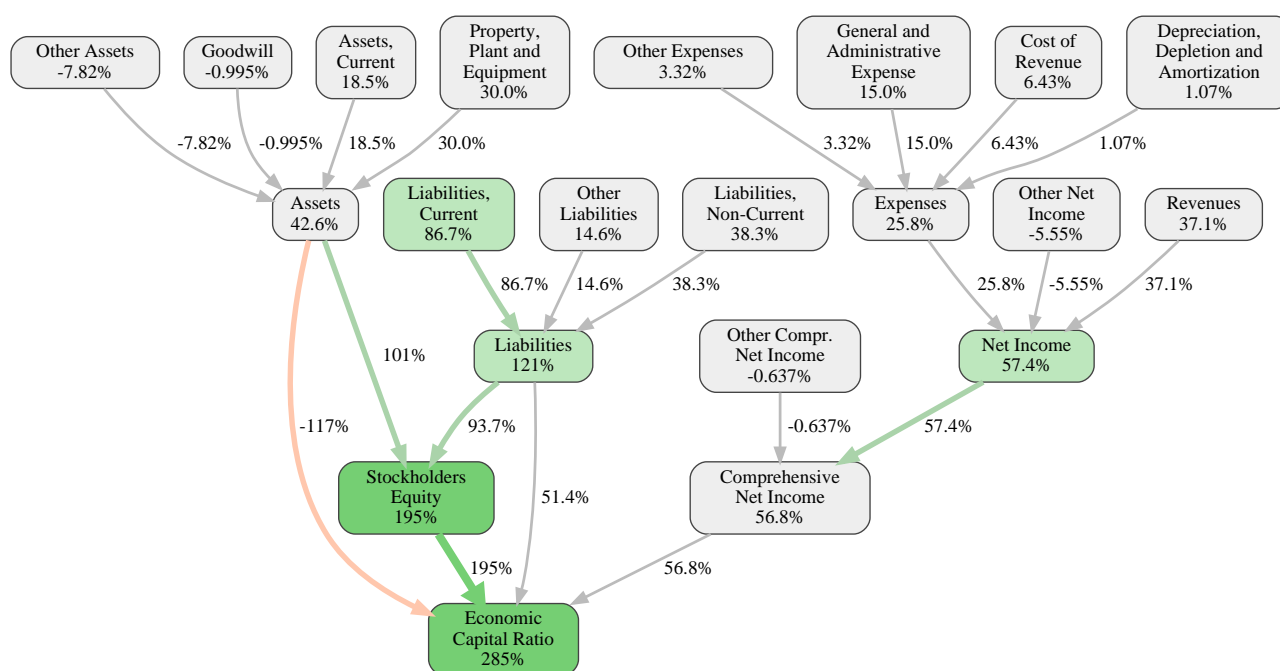 Other Assets
-7.82%
Goodwill
-0.995%
Assets,
Current
18.5%
Property,
Plant and
Equipment
30.0%
Other Expenses
3.32%
General and
Administrative
Expense
15.0%
Cost of
Revenue
6.43%
Depreciation,
Depletion and
Amortization
1.07%
-7.82%
-0.995%
18.5%
30.0%
3.32%
15.0%
6.43%
1.07%
Assets
42.6%
Liabilities,
Current
86.7%
Other
Liabilities
14.6%
Liabilities,
Non-Current
38.3%
Expenses
25.8%
Other Net
Income
-5.55%
Revenues
37.1%
86.7%
14.6%
38.3%
25.8%
-5.55%
37.1%
101%
Liabilities
121%
Other Compr.
Net Income
-0.637%
Net Income
57.4%
-117%
93.7%
-0.637%
57.4%
Stockholders
Equity
195%
51.4%
Comprehensive
Net Income
56.8%
195%
56.8%
Economic
Capital Ratio
285%